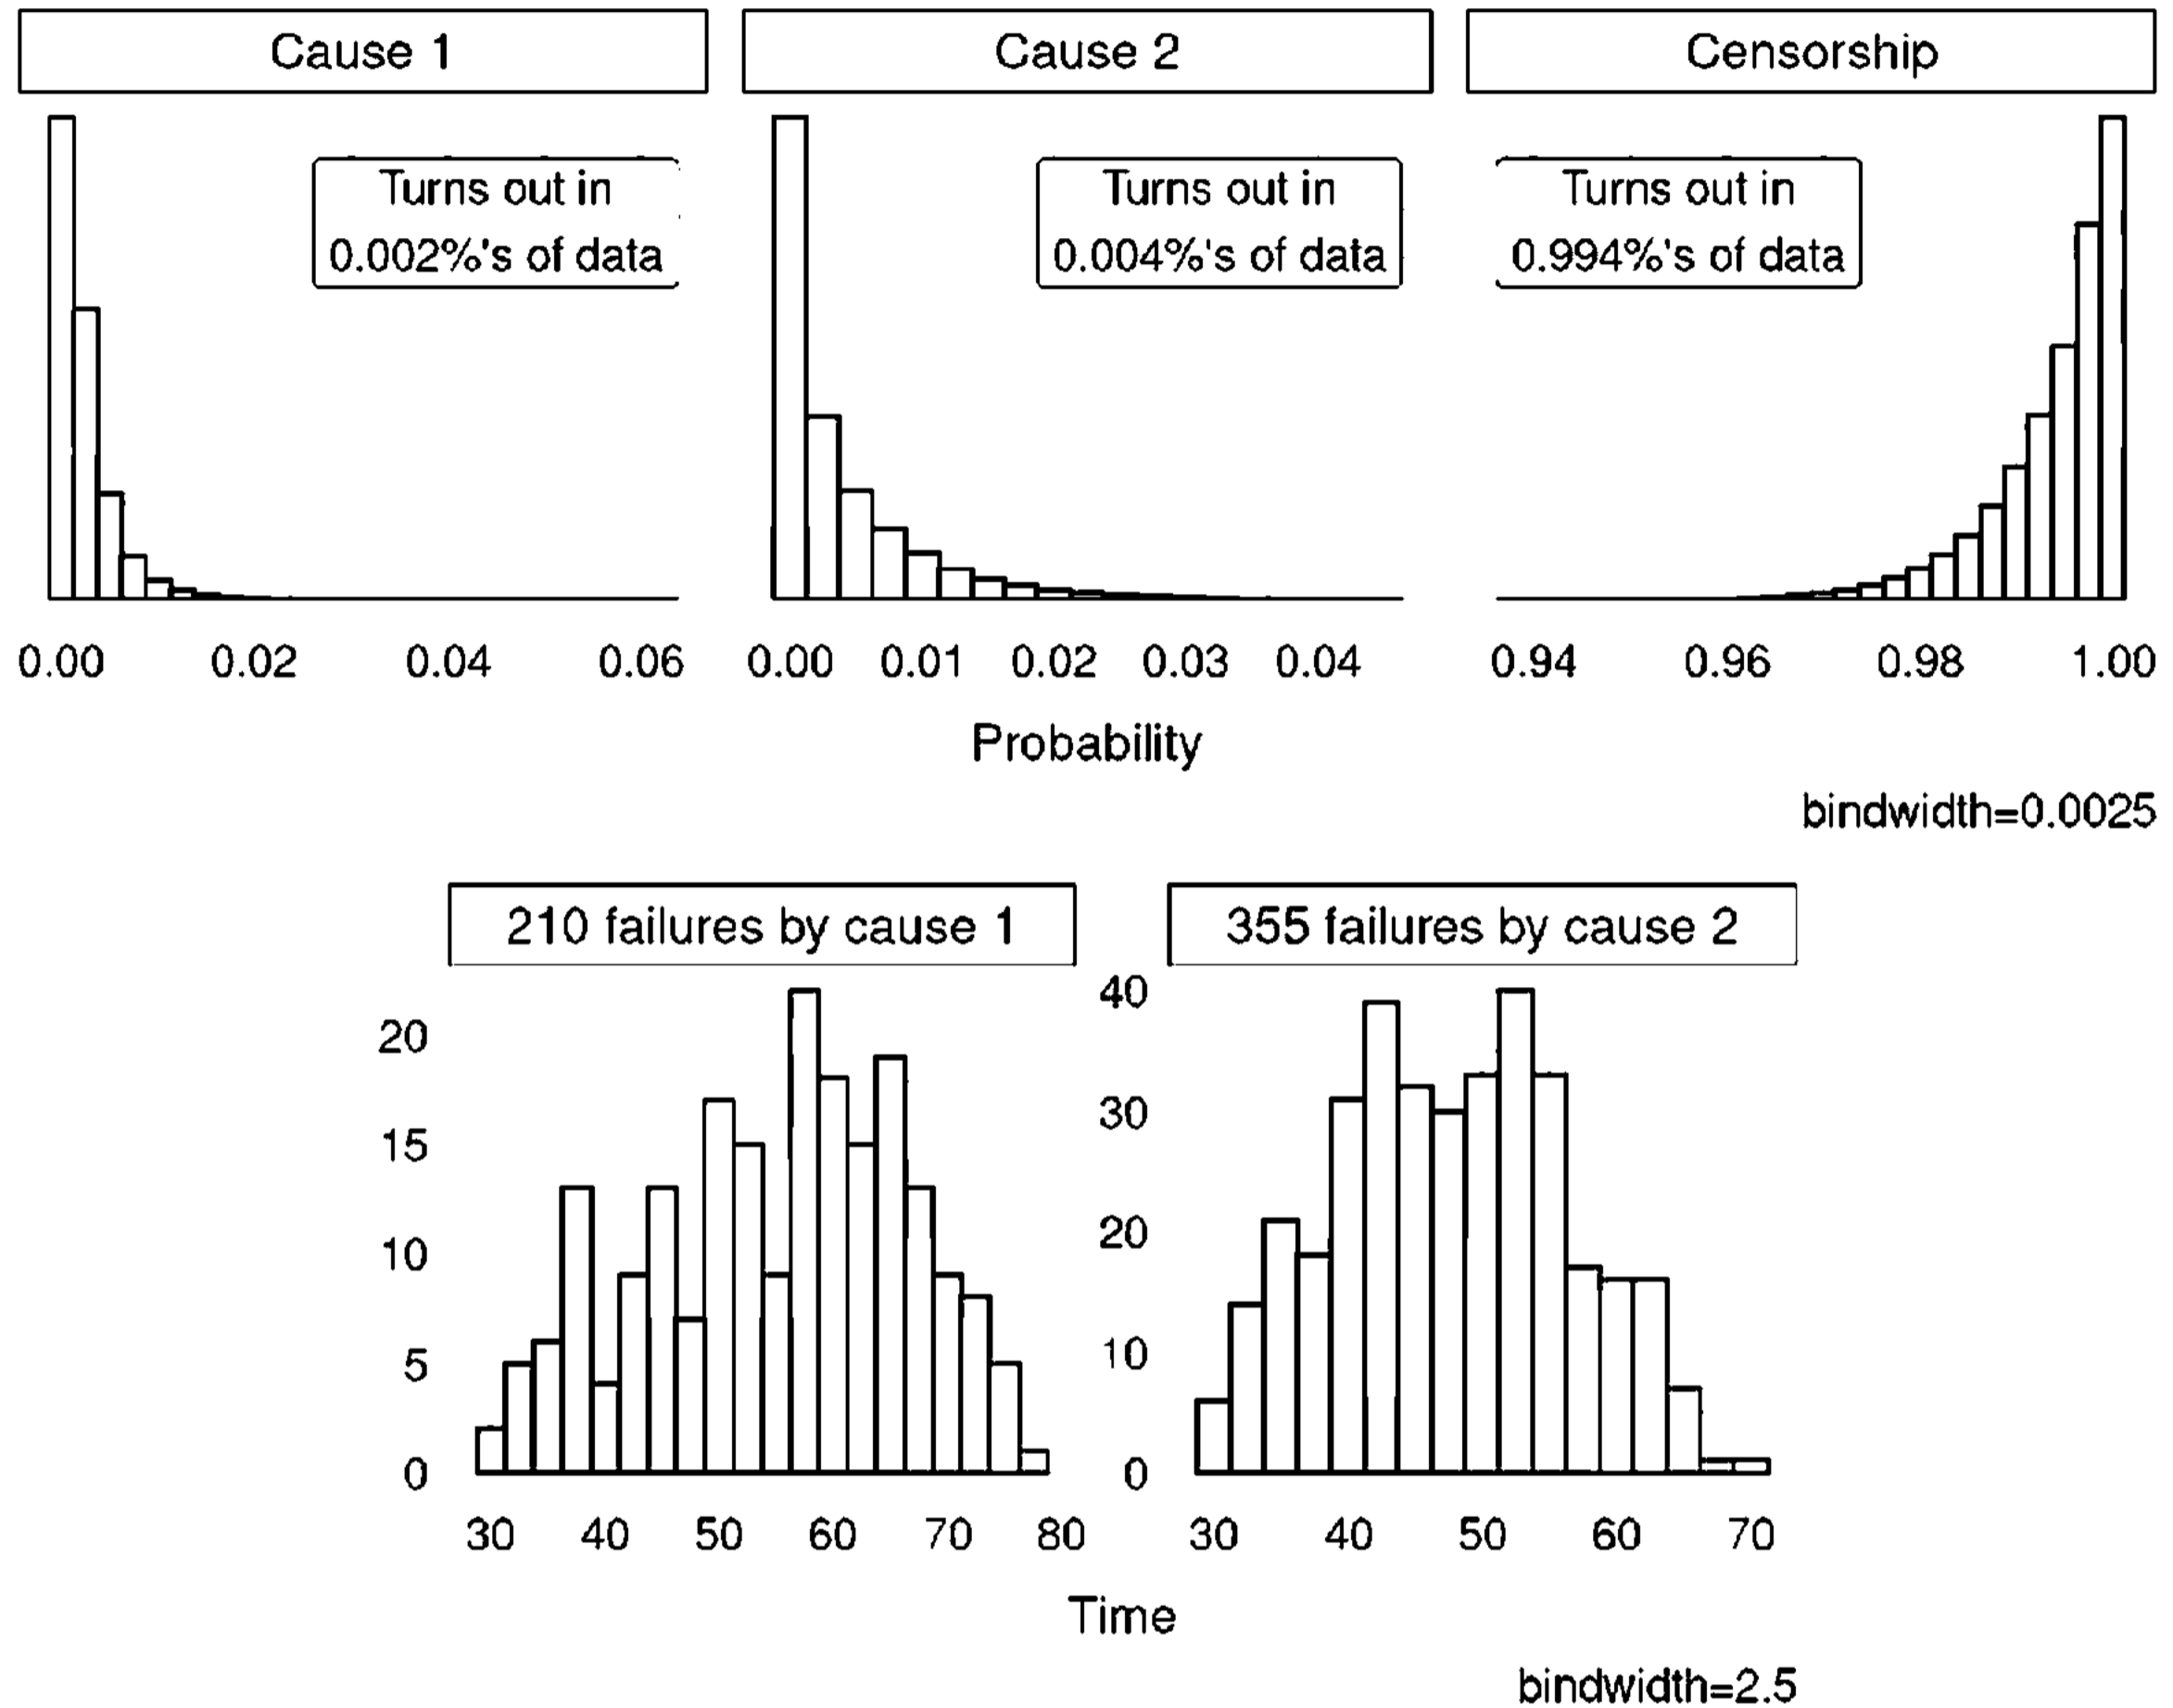 Cause 1
Cause 2
Censorship
Turns out in
0.002%'s of data
Turns out in
0.004%'s of data
Turns out in
0.994%'s of data
0.00 0.02 0.04 0.06
0.00 0.01 0.02 0.03 0.04
0.94 0.96 0.98 1.00
Probability
bindwidth=0.0025
210 failures by cause 1
355 failures by cause 2
20
15
10
5
0
40
30
20
10
0
30 40 50 60 70 80
30 40 50 60 70
Time
bindwidth=2.5